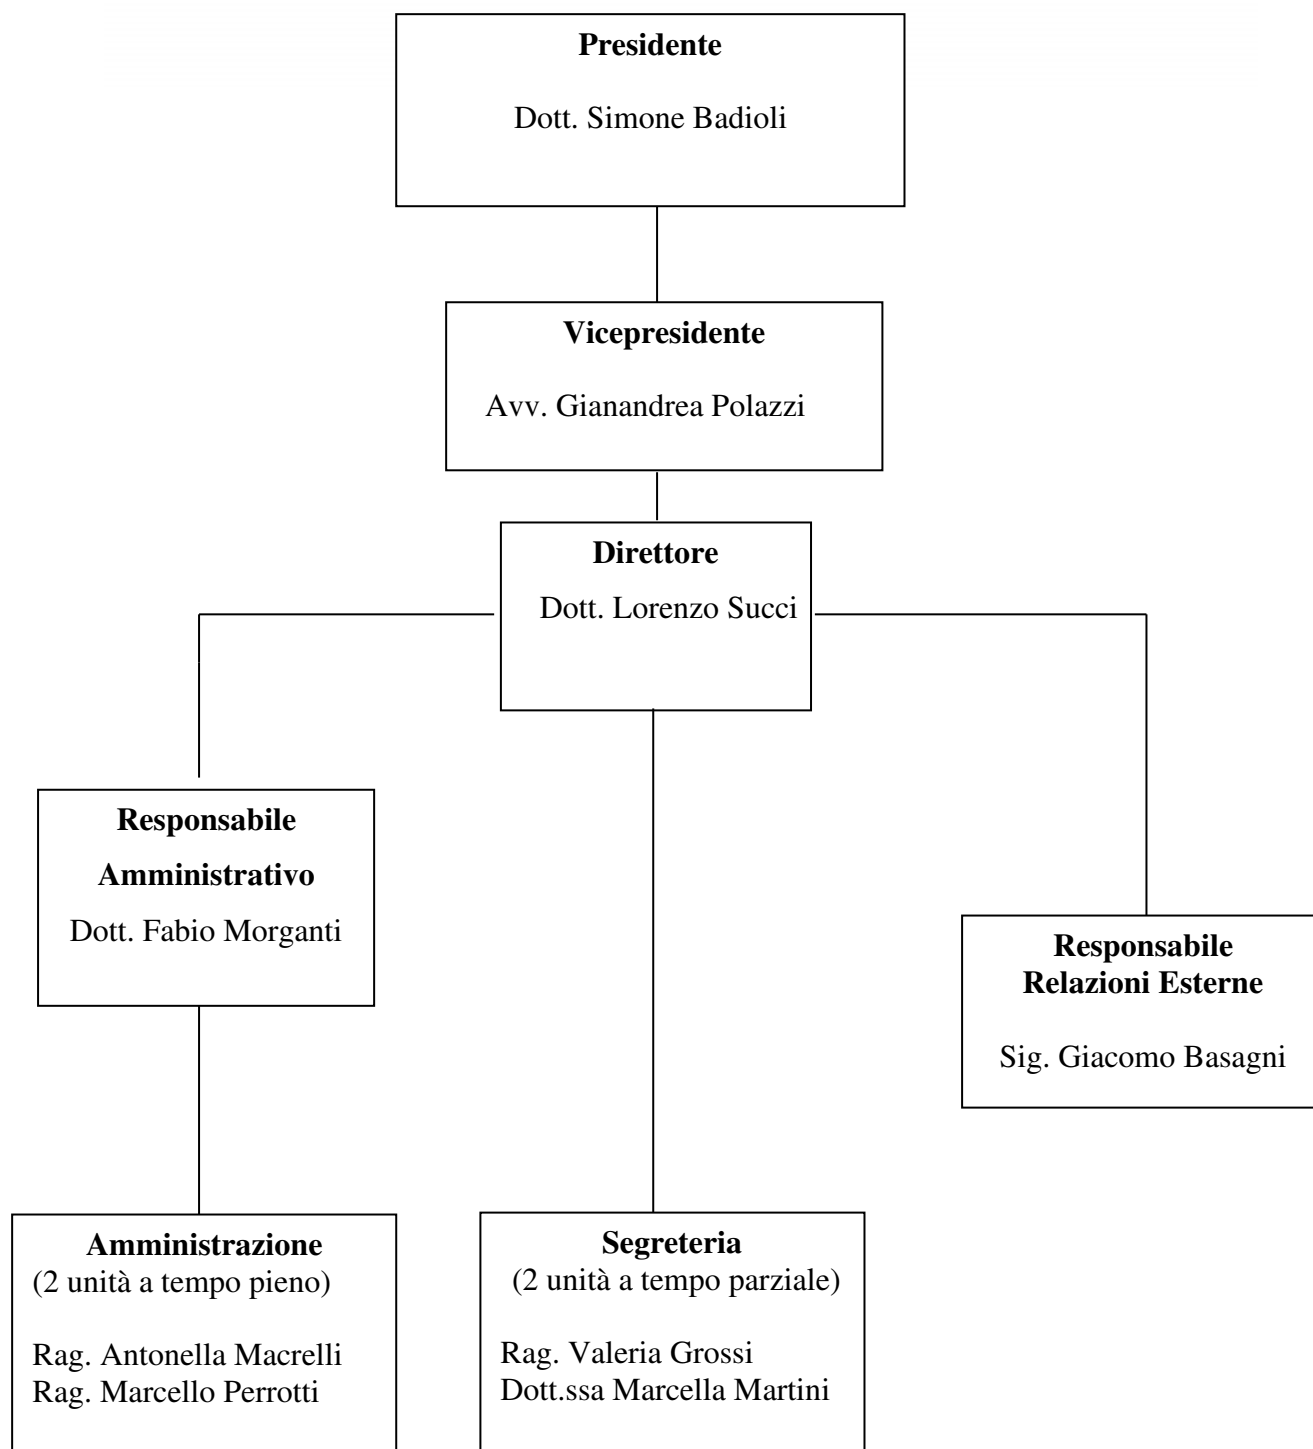 Presidente
Dott. Simone Badioli
Vicepresidente
Avv. Gianandrea Polazzi
Direttore
Dott. Lorenzo Succi
Responsabile
Amministrativo
Dott. Fabio Morganti
Responsabile
Relazioni Esterne
Sig. Giacomo Basagni
Amministrazione
(2 unità a tempo pieno)
Rag. Antonella Macrelli
Rag. Marcello Perrotti
Segreteria
(2 unità a tempo parziale)
Rag. Valeria Grossi
Dott.ssa Marcella Martini